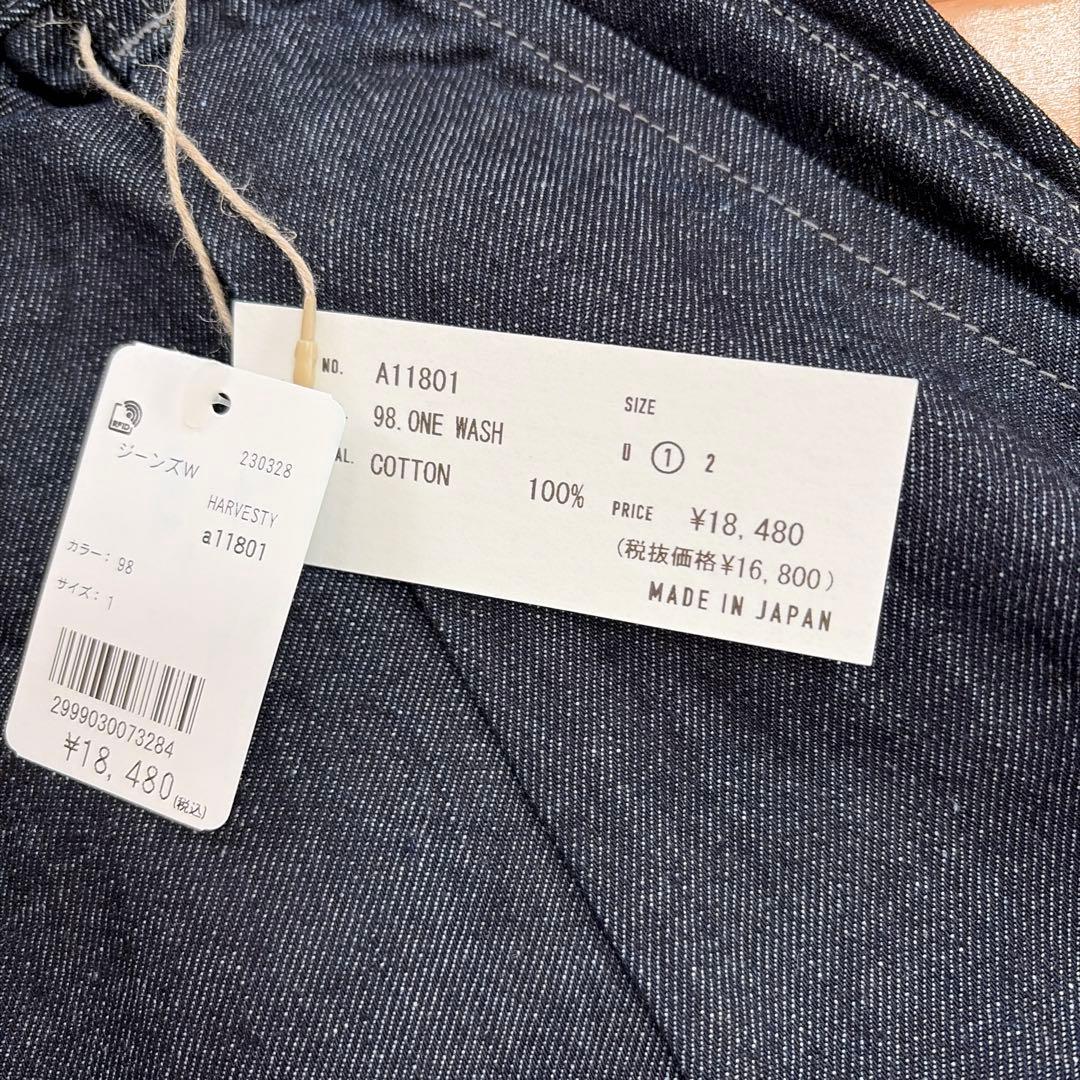 RFID
ジーンズW 230328
HARVESTY
a11801
カラー: 98
サイズ: 1
2999030073284
¥18,480(税込)
NO. A11801
98. ONE WASH
AL. COTTON 100%
SIZE
0 1 2
PRICE ¥18,480
(税抜価格¥16,800)
MADE IN JAPAN